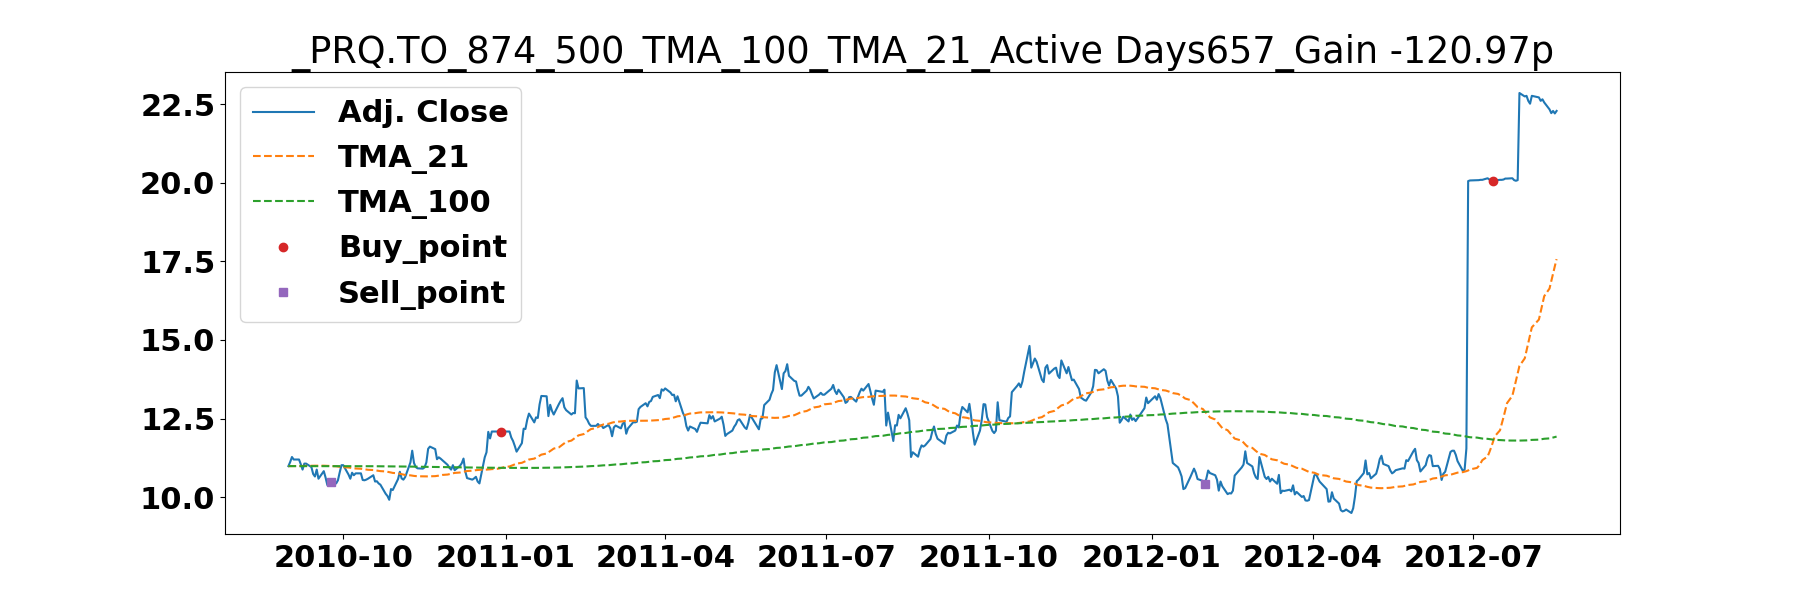 _PRQ.TO_874_500_TMA_100_TMA_21_Active Days657_Gain -120.97p
22.5
20.0
17.5
15.0
12.5
10.0
Adj. Close
TMA_21
TMA_100
Buy_point
Sell_point
2010-10 2011-01 2011-04 2011-07 2011-10 2012-01 2012-04 2012-07